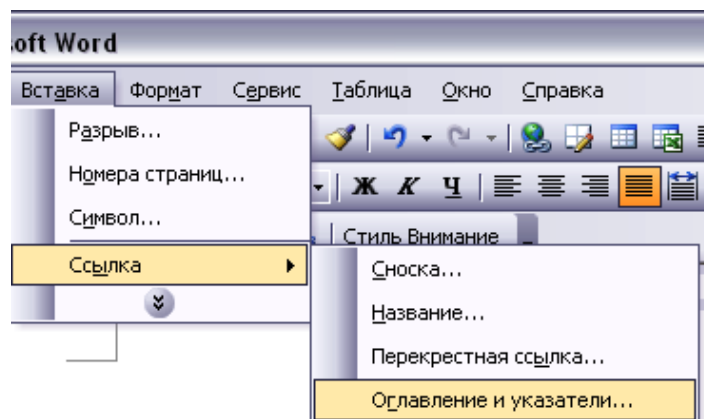 soft Word
Вставка Формат Сервис Таблица Окно Справка
Разрыв...
Номера страниц...
Ж К Ч
Символ...
Стиль Внимание
Ссылка
Сноска...
Название...
Перекрестная ссылка...
Оглавление и указатели...